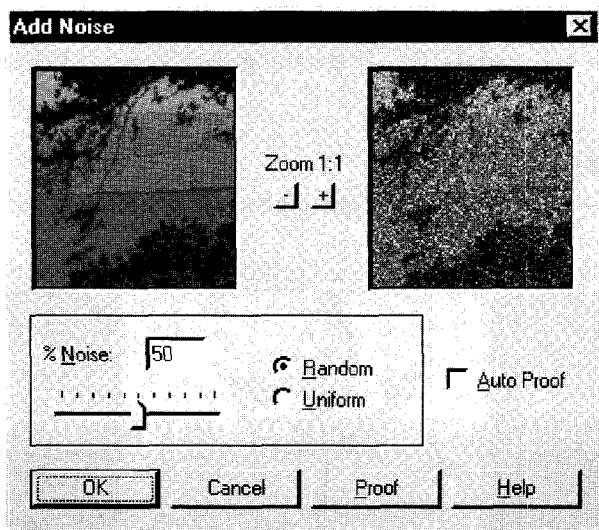 Add Noise
Zoom 1:1
- +
% Noise: 50
Random
Uniform
Auto Proof
OK Cancel Proof Help